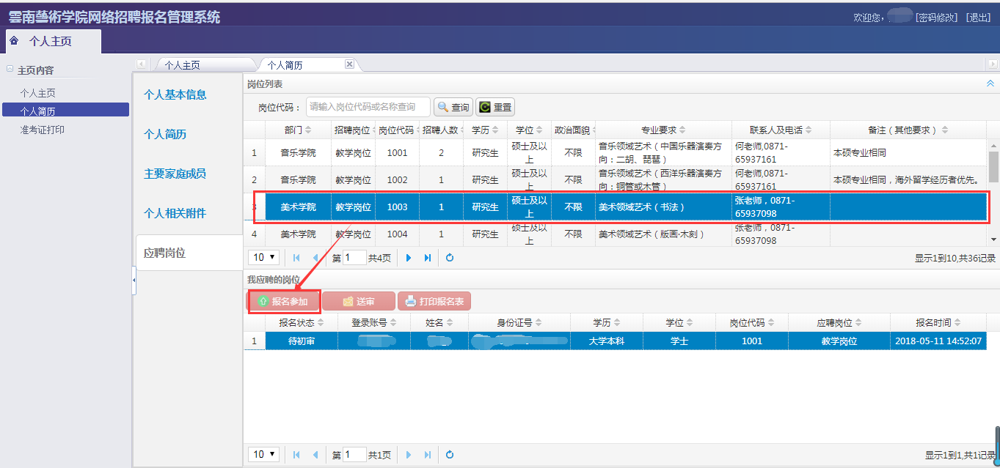 雲南藝術学院网络招聘报名管理系统
欢迎您, [密码修改] [退出]
个人主页
主页内容
个人主页
个人简历
准考证打印
个人主页 个人简历
个人基本信息
个人简历
主要家庭成员
个人相关附件
应聘岗位
岗位列表
岗位代码： 请输入岗位代码或名称查询 查询 重置
部门 招聘岗位 岗位代码 招聘人数 学历 学位 政治面貌 专业要求 联系人及电话 备注（其他要求）
1 音乐学院 教学岗位 1001 2 研究生 硕士及以上 不限 音乐领域艺术（中国乐器演奏方向：二胡、琵琶） 何老师,0871-65937161 本硕专业相同
2 音乐学院 教学岗位 1002 1 研究生 硕士及以上 不限 音乐领域艺术（西洋乐器演奏方向：铜管或木管） 何老师,0871-65937161 本硕专业相同，海外留学经历者优先。
3 美术学院 教学岗位 1003 1 研究生 硕士及以上 不限 美术领域艺术（书法） 张老师，0871-65937098
4 美术学院 教学岗位 1004 1 研究生 硕士及以上 不限 美术领域艺术（版画·木刻） 张老师，0871-65937098
10 第 1 共4页 显示1到10,共36记录
我应聘的岗位
报名参加 送审 打印报名表
报名状态 登录账号 姓名 身份证号 学历 学位 岗位代码 应聘岗位 报名时间
1 待初审 大学本科 学士 1001 教学岗位 2018-05-11 14:52:07
10 第 1 共1页 显示1到1,共1记录